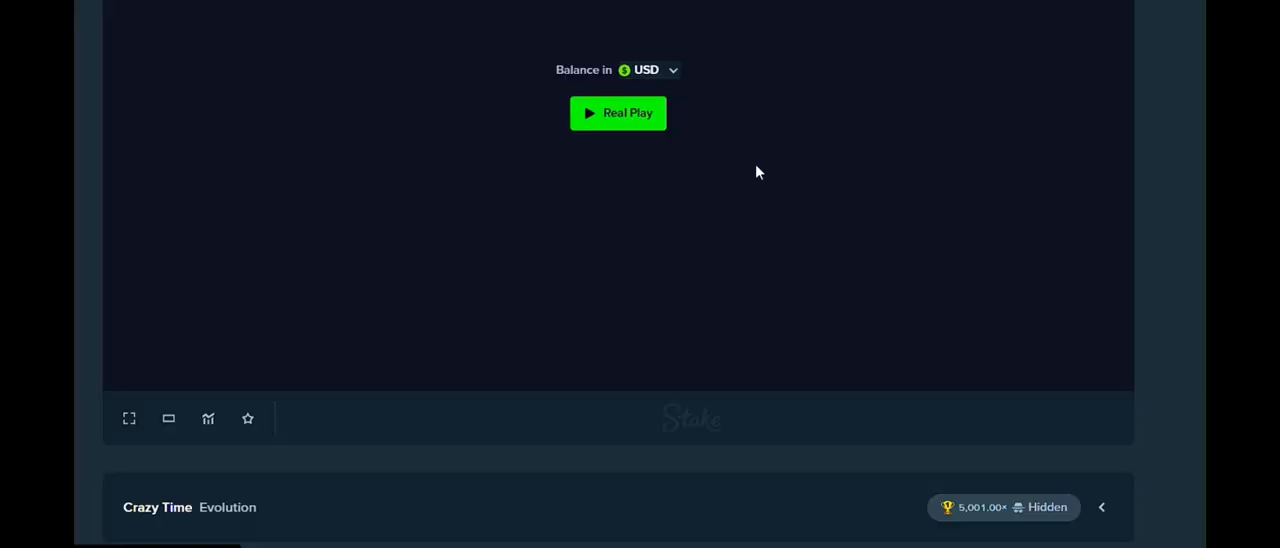 Balance in USD
Real Play
Stake
Crazy Time Evolution
5,001.00× Hidden